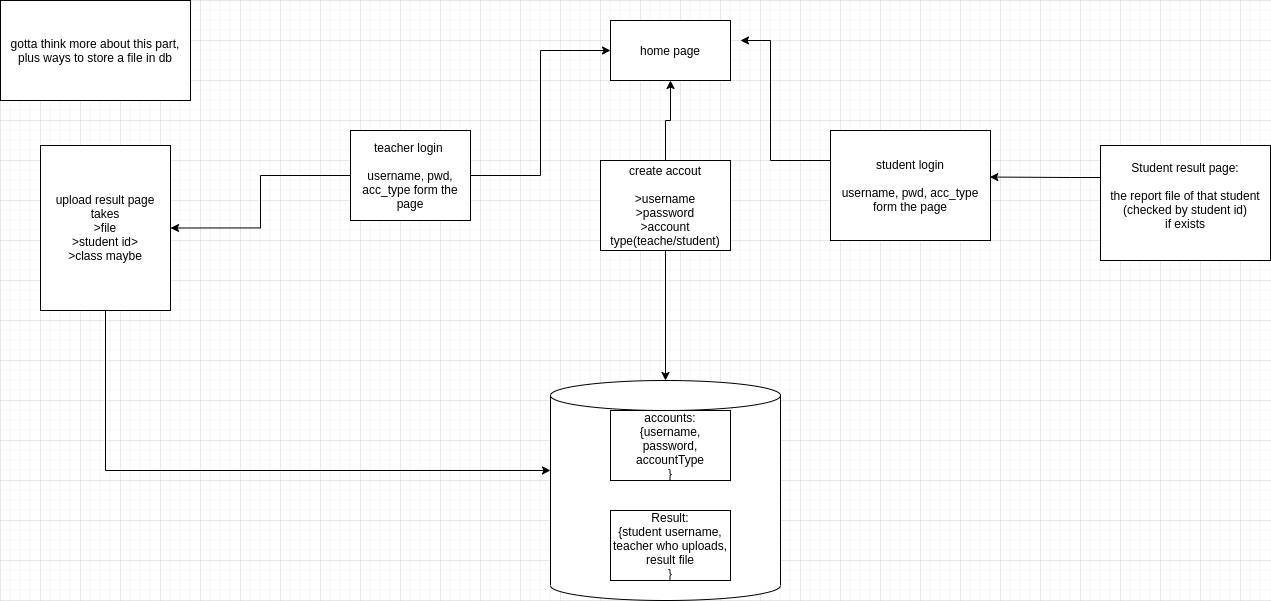 gotta think more about this part,
plus ways to store a file in db
home page
teacher login
username, pwd,
acc_type form the
page
create accout
>username
>password
>account
type(teache/student)
student login
username, pwd, acc_type
form the page
Student result page:
the report file of that student
(checked by student id)
if exists
upload result page
takes
>file
>student id>
>class maybe
accounts:
{username,
password,
accountType
}
Result:
{student username,
teacher who uploads,
result file
}